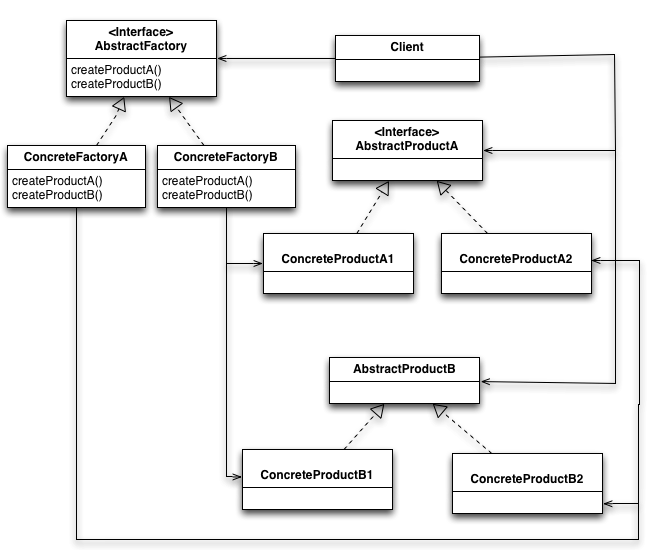 <Interface>
AbstractFactory
createProductA()
createProductB()
Client
ConcreteFactoryA
createProductA()
createProductB()
ConcreteFactoryB
createProductA()
createProductB()
<Interface>
AbstractProductA
ConcreteProductA1
ConcreteProductA2
AbstractProductB
ConcreteProductB1
ConcreteProductB2